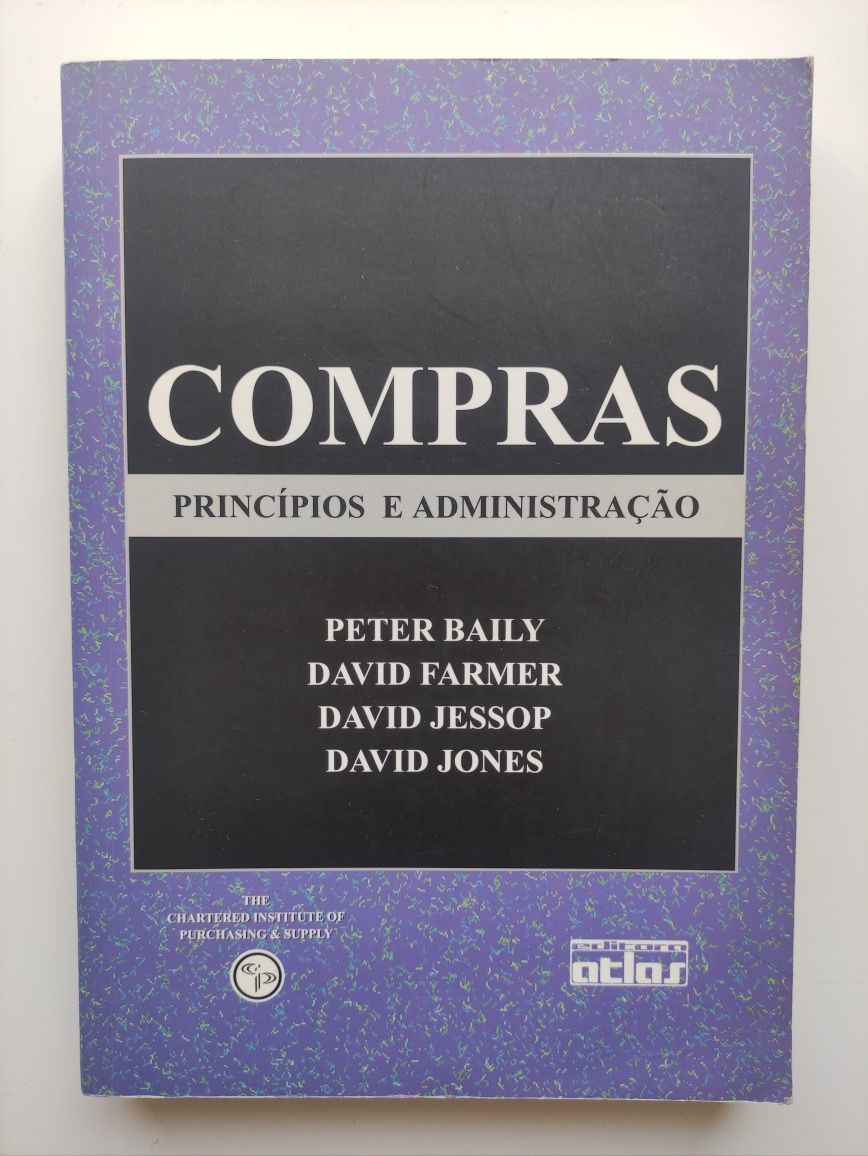 COMPRAS
PRINCÍPIOS E ADMINISTRAÇÃO
PETER BAILY
DAVID FARMER
DAVID JESSOP
DAVID JONES
THE
CHARTERED INSTITUTE OF
PURCHASING & SUPPLY
editora
atlas